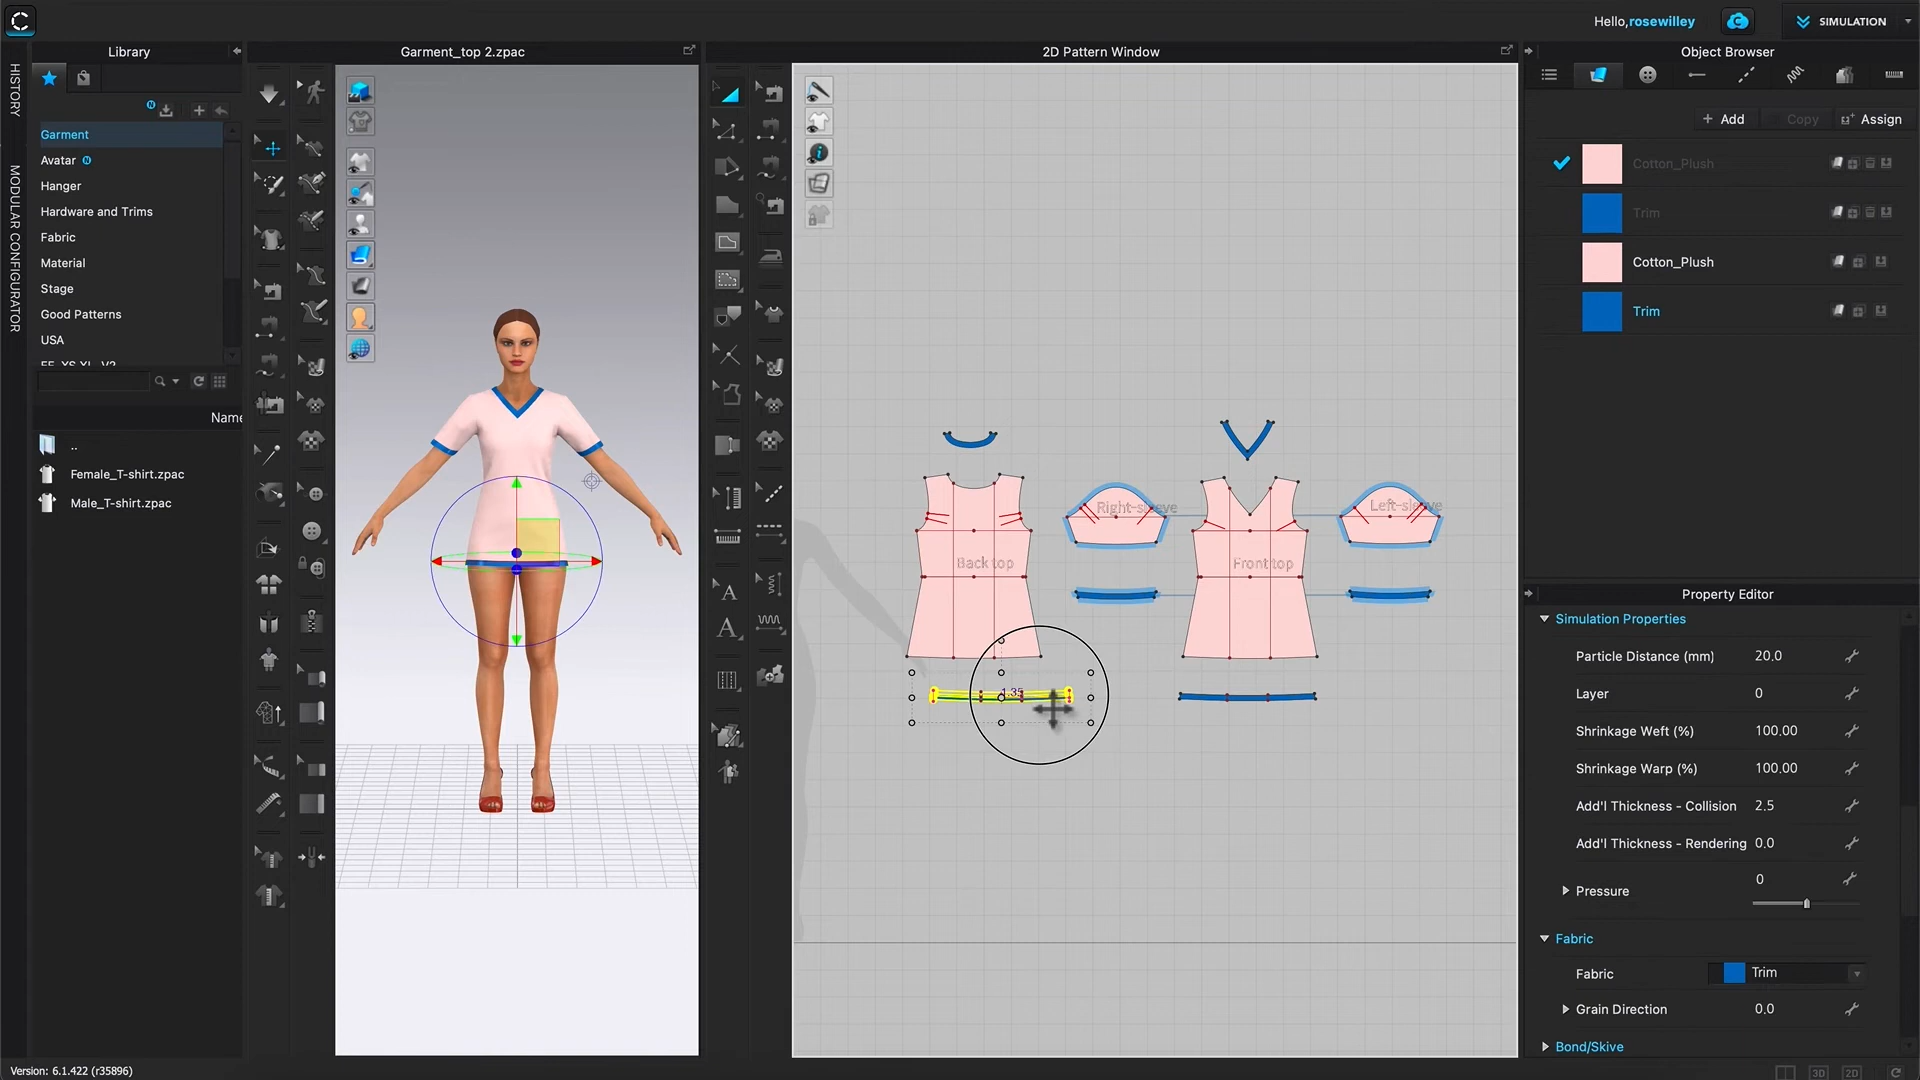 Hello,rosewilley
SIMULATION
HISTORY
MODULAR CONFIGURATOR
Library
Garment_top 2.zpac
2D Pattern Window
Object Browser
Garment
Avatar
Hanger
Hardware and Trims
Fabric
Material
Stage
Good Patterns
USA
Name
..
Female_T-shirt.zpac
Male_T-shirt.zpac
Back top
Right-sleeve
Front top
Left-sleeve
1.35
+ Add
Copy
Assign
Cotton_Plush
Trim
Cotton_Plush
Trim
Property Editor
Simulation Properties
Particle Distance (mm) 20.0
Layer 0
Shrinkage Weft (%) 100.00
Shrinkage Warp (%) 100.00
Add'l Thickness - Collision 2.5
Add'l Thickness - Rendering 0.0
Pressure 0
Fabric
Fabric Trim
Grain Direction 0.0
Bond/Skive
Version: 6.1.422 (r35896)
3D
2D